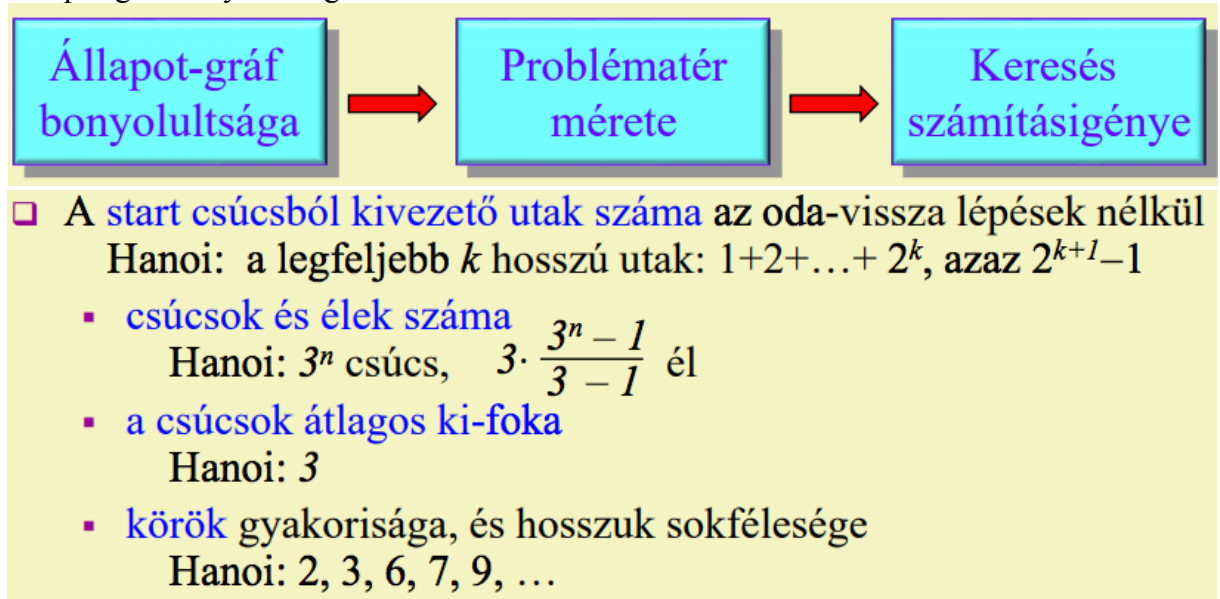 Állapot-gráf bonyolultsága
Problématér mérete
Keresés számításigénye
A start csúcsból kivezető utak száma az oda-vissza lépések nélkül
Hanoi: a legfeljebb k hosszú utak: 1+2+…+ 2^k, azaz 2^{k+1}–1
csúcsok és élek száma
Hanoi: 3^n csúcs, 3· (3^n – 1)/(3 – 1) él
a csúcsok átlagos ki-foka
Hanoi: 3
körök gyakorisága, és hosszuk sokfélesége
Hanoi: 2, 3, 6, 7, 9, …